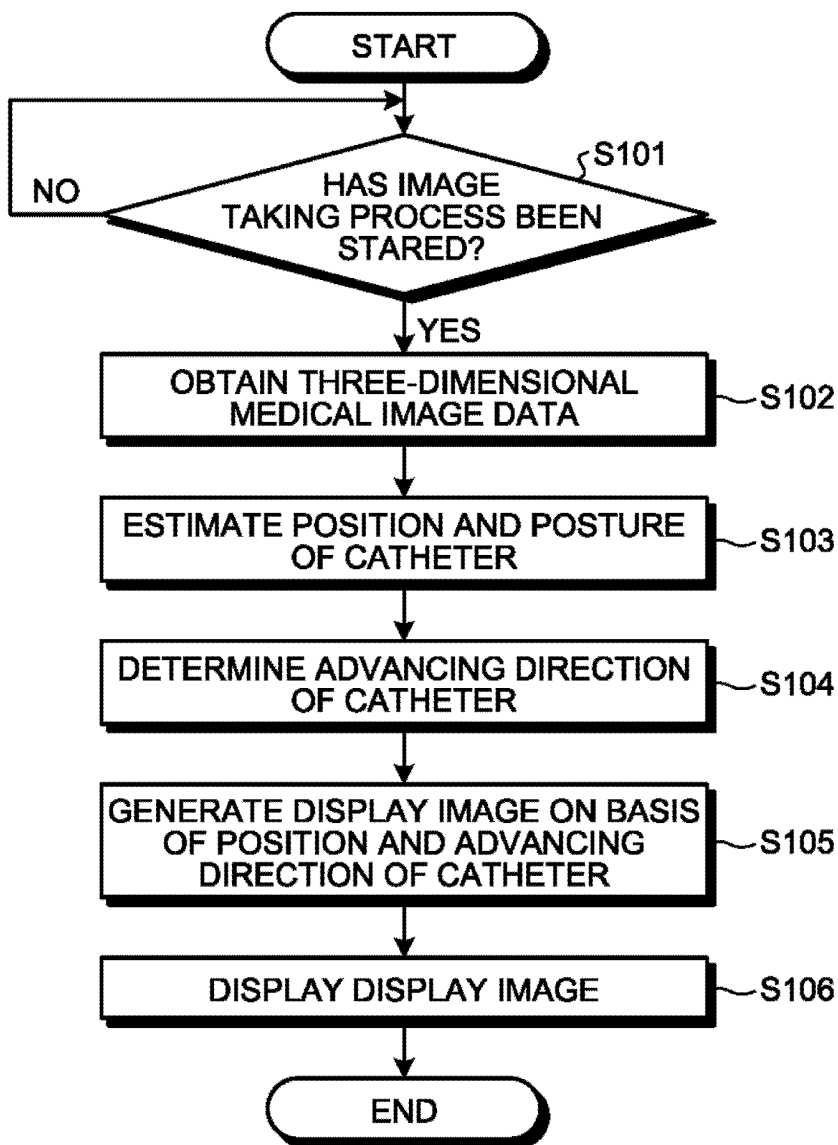 START
S101
HAS IMAGE
TAKING PROCESS BEEN
STARED?
NO
YES
OBTAIN THREE-DIMENSIONAL
MEDICAL IMAGE DATA
S102
ESTIMATE POSITION AND POSTURE
OF CATHETER
S103
DETERMINE ADVANCING DIRECTION
OF CATHETER
S104
GENERATE DISPLAY IMAGE ON BASIS
OF POSITION AND ADVANCING
DIRECTION OF CATHETER
S105
DISPLAY DISPLAY IMAGE
S106
END